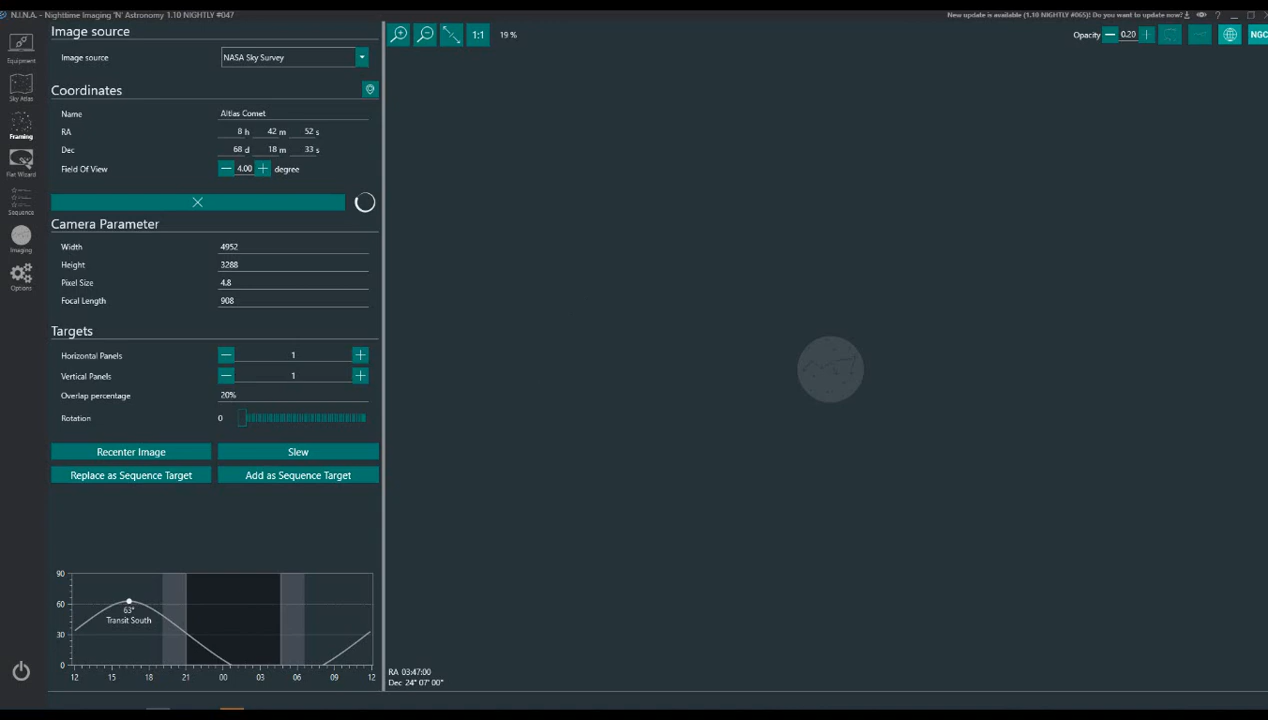 N.I.N.A. - Nighttime Imaging 'N' Astronomy 1.10 NIGHTLY #047
New update is available (1.10 NIGHTLY #065)! Do you want to update now?
Equipment
Sky Atlas
Framing
Flat Wizard
Sequence
Imaging
Options
Image source
Image source NASA Sky Survey
Coordinates
Name Altlas Comet
RA 8 h 42 m 52 s
Dec 68 d 18 m 33 s
Field Of View 4.00 degree
Camera Parameter
Width 4952
Height 3288
Pixel Size 4.8
Focal Length 908
Targets
Horizontal Panels 1
Vertical Panels 1
Overlap percentage 20%
Rotation 0
Recenter Image Slew
Replace as Sequence Target Add as Sequence Target
90
60
30
0
63°
Transit South
12 15 18 21 00 03 06 09 12
1:1 19 %
Opacity 0.20 NGC
RA 03:47:00
Dec 24° 07' 00"